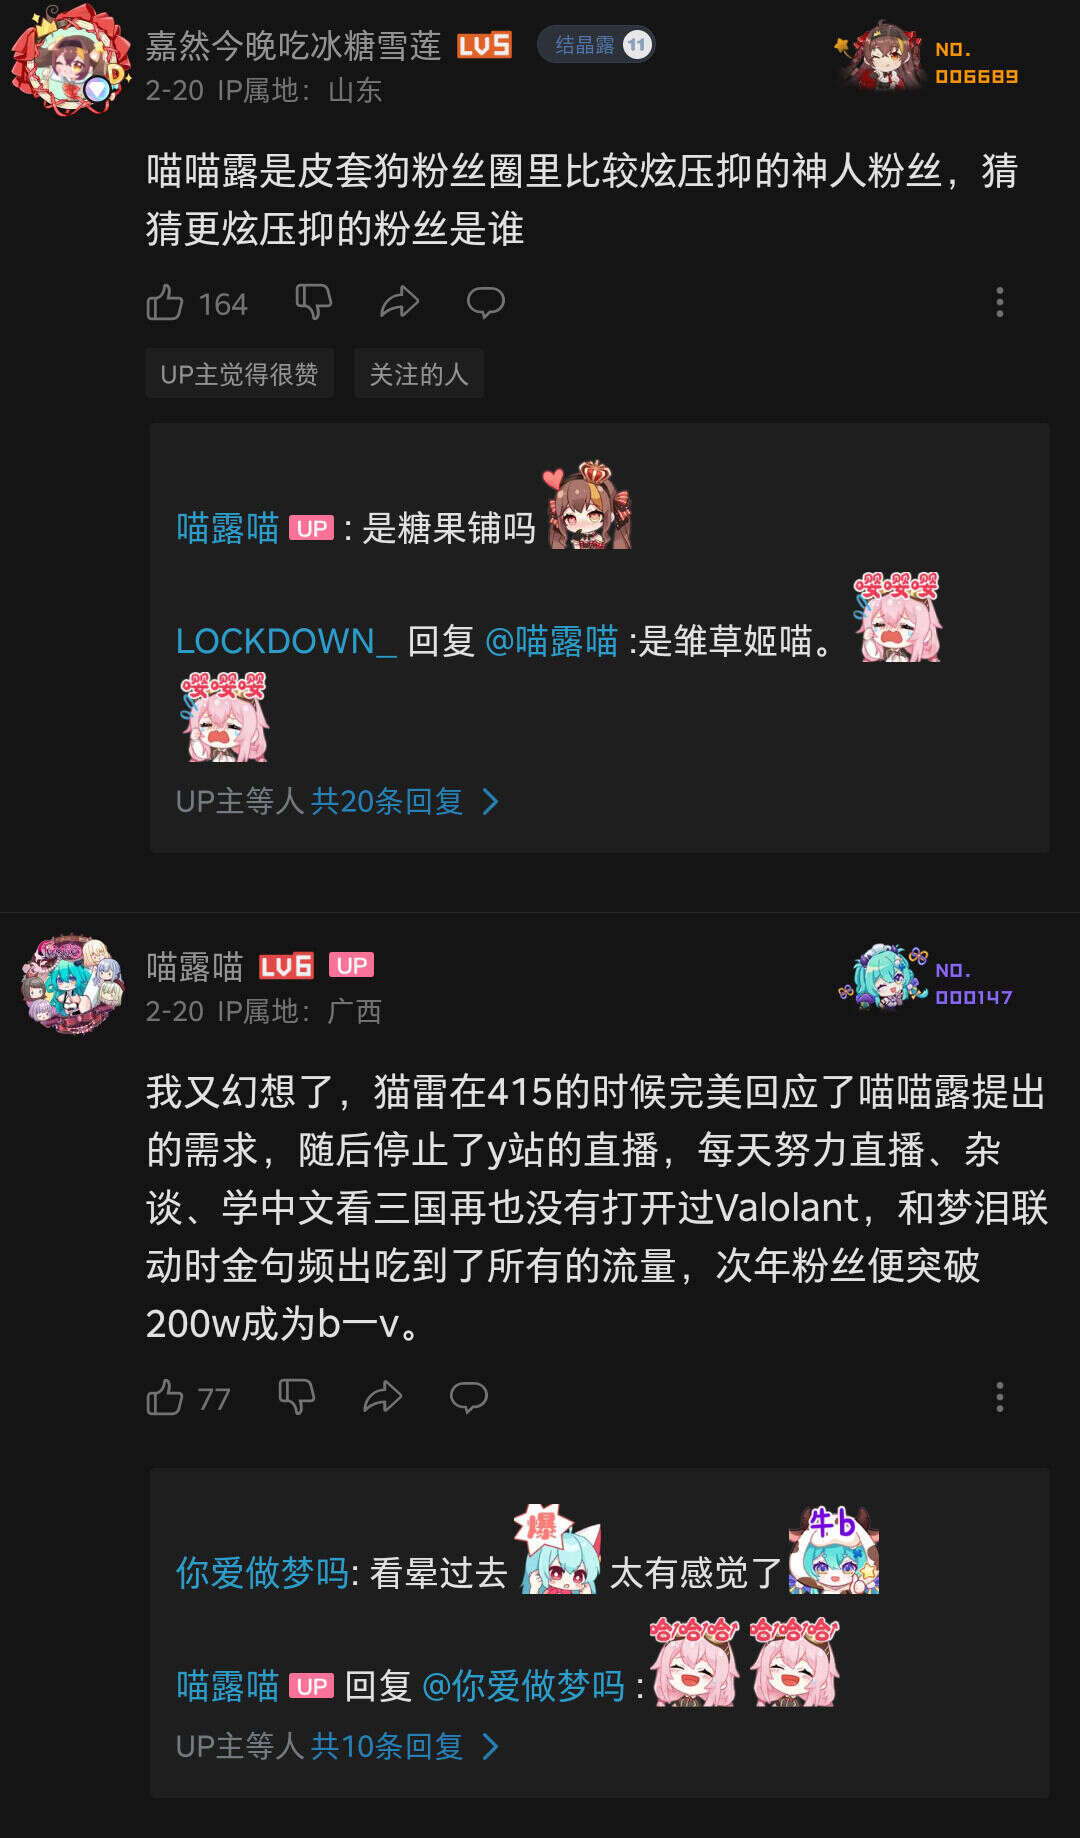 嘉然今晚吃冰糖雪莲 LV5 结晶露 11
NO.
006689
2-20 IP属地：山东
喵喵露是皮套狗粉丝圈里比较炫压抑的神人粉丝，猜
猜更炫压抑的粉丝是谁
164
UP主觉得很赞 关注的人
喵露喵 UP : 是糖果铺吗
LOCKDOWN_ 回复 @喵露喵 :是雏草姬喵。 嘤嘤嘤
嘤嘤嘤
UP主等人 共20条回复
喵露喵 LV6 UP
NO.
000147
2-20 IP属地：广西
我又幻想了，猫雷在415的时候完美回应了喵喵露提出
的需求，随后停止了y站的直播，每天努力直播、杂
谈、学中文看三国再也没有打开过Valolant，和梦泪联
动时金句频出吃到了所有的流量，次年粉丝便突破
200w成为b一v。
77
你爱做梦吗: 看晕过去 爆 太有感觉了 牛b
喵露喵 UP 回复 @你爱做梦吗 : 哈哈哈 哈哈哈
UP主等人 共10条回复